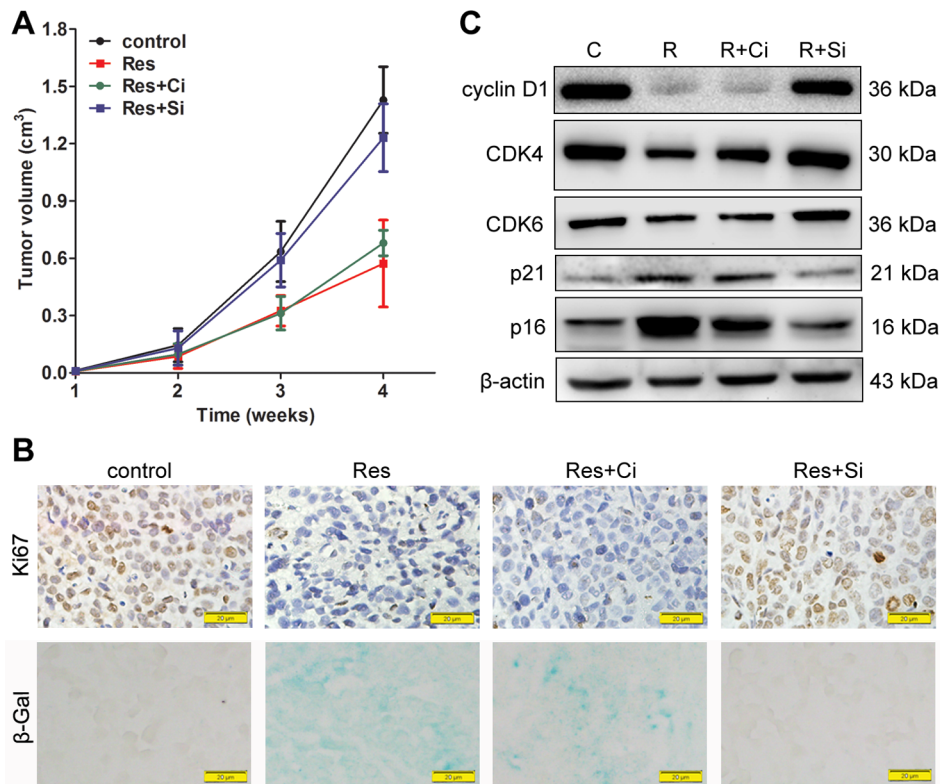 A
1.8
1.5
1.2
0.9
0.6
0.3
0.0
Tumor volume (cm³)
control
Res
Res+Ci
Res+Si
1 2 3 4
Time (weeks)
C
C R R+Ci R+Si
cyclin D1 36 kDa
CDK4 30 kDa
CDK6 36 kDa
p21 21 kDa
p16 16 kDa
β-actin 43 kDa
B
control Res Res+Ci Res+Si
Ki67
20 µm 20 µm 20 µm 20 µm
β-Gal
20 µm 20 µm 20 µm 20 µm